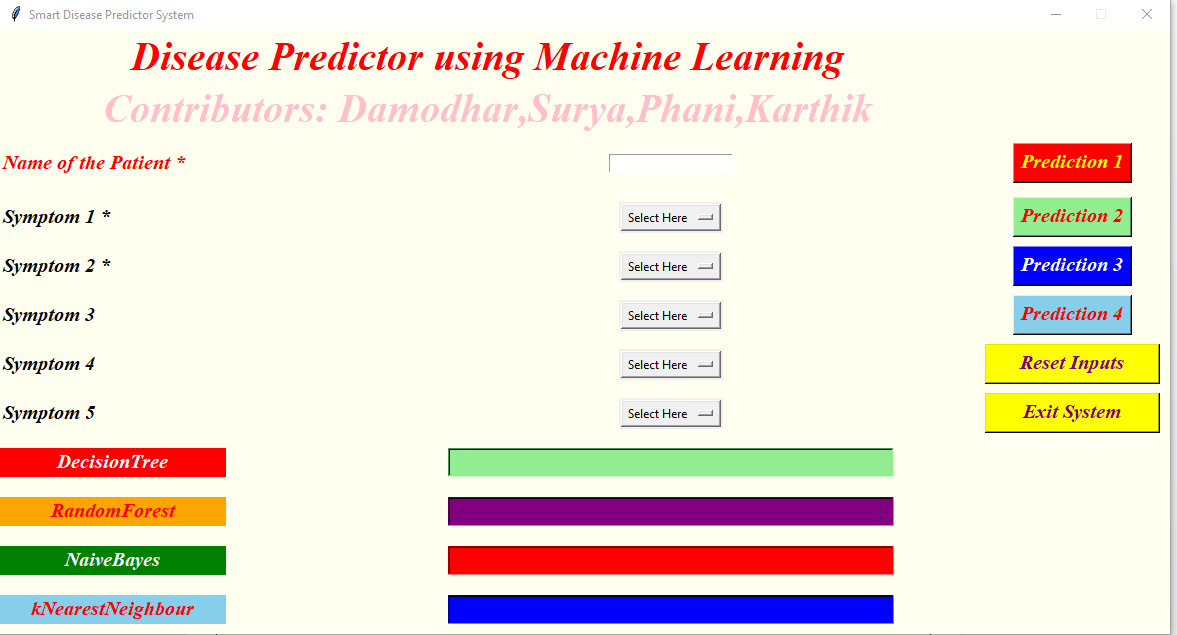 Smart Disease Predictor System
Disease Predictor using Machine Learning
Contributors: Damodhar,Surya,Phani,Karthik
Name of the Patient *
Prediction 1
Symptom 1 *
Select Here
Prediction 2
Symptom 2 *
Select Here
Prediction 3
Symptom 3
Select Here
Prediction 4
Symptom 4
Select Here
Reset Inputs
Symptom 5
Select Here
Exit System
DecisionTree
RandomForest
NaiveBayes
kNearestNeighbour